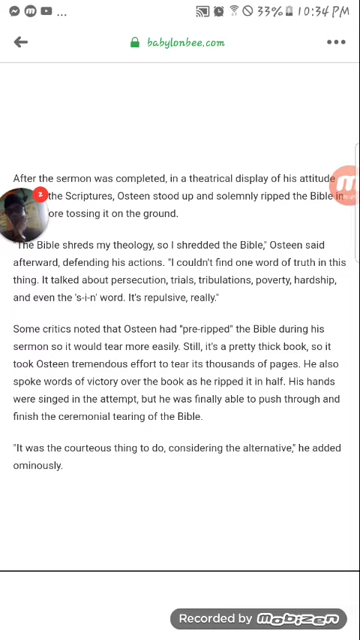 ... 33% 10:34 PM
babylonbee.com
After the sermon was completed, in a theatrical display of his attitude
the Scriptures, Osteen stood up and solemnly ripped the Bible in
ore tossing it on the ground.
3
"The Bible shreds my theology, so I shredded the Bible," Osteen said
afterward, defending his actions. "I couldn't find one word of truth in this
thing. It talked about persecution, trials, tribulations, poverty, hardship,
and even the 's-i-n' word. It's repulsive, really."
Some critics noted that Osteen had "pre-ripped" the Bible during his
sermon so it would tear more easily. Still, it's a pretty thick book, so it
took Osteen tremendous effort to tear its thousands of pages. He also
spoke words of victory over the book as he ripped it in half. His hands
were singed in the attempt, but he was finally able to push through and
finish the ceremonial tearing of the Bible.
"It was the courteous thing to do, considering the alternative," he added
ominously.
Recorded by Mobizen